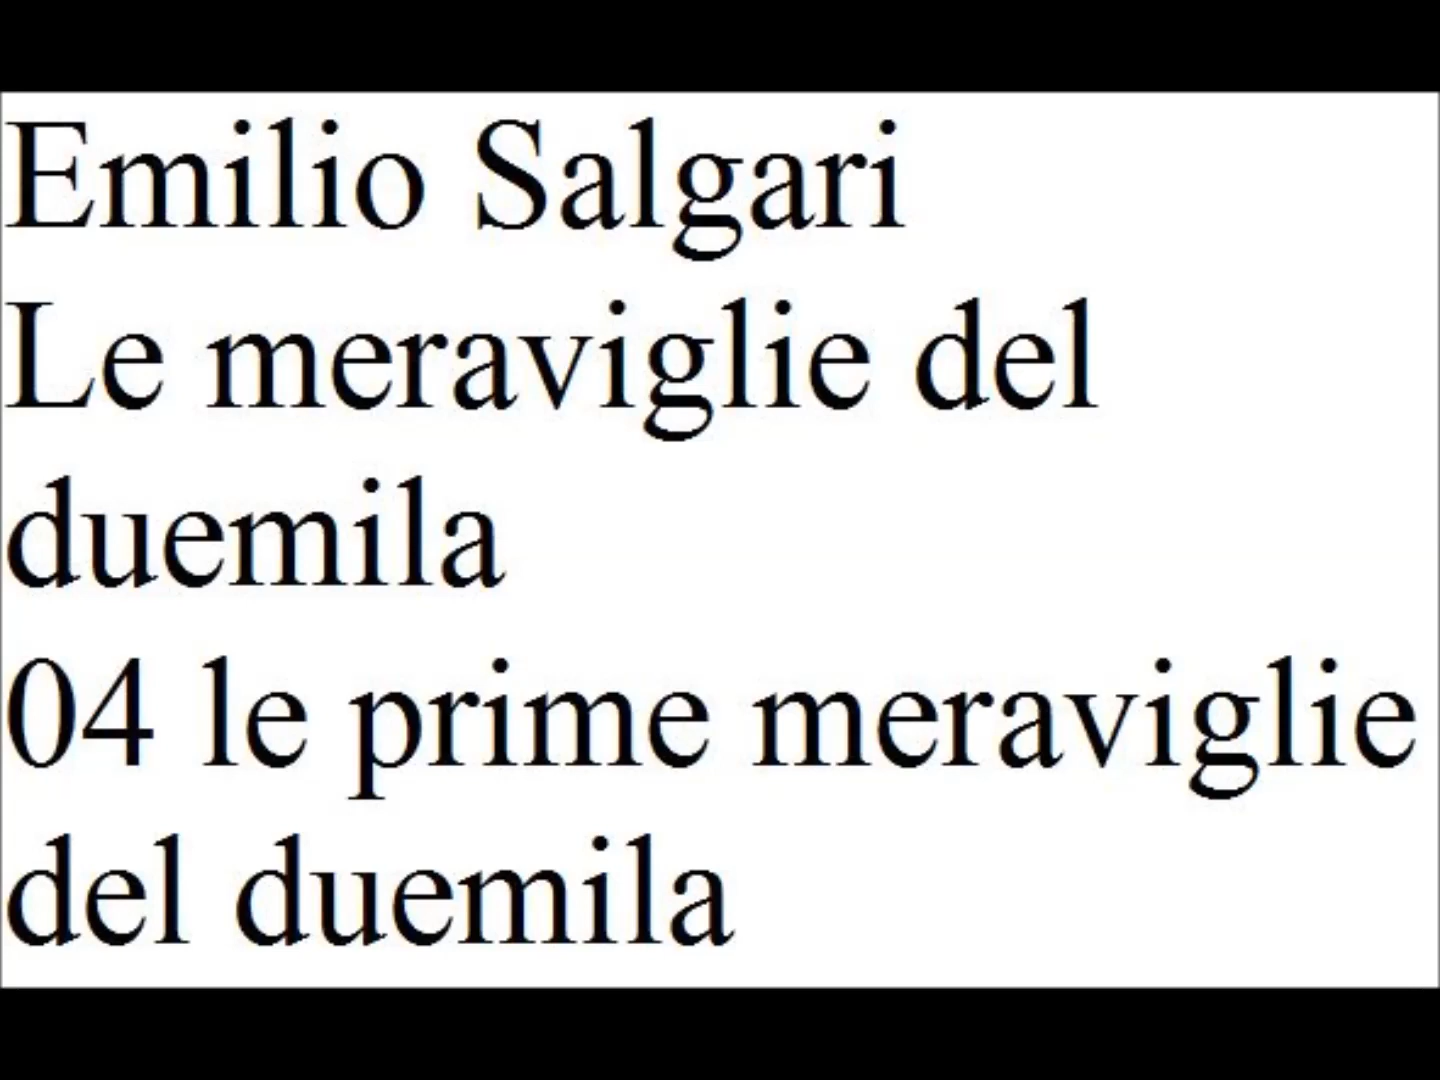 Emilio Salgari
Le meraviglie del
duemila
04 le prime meraviglie
del duemila